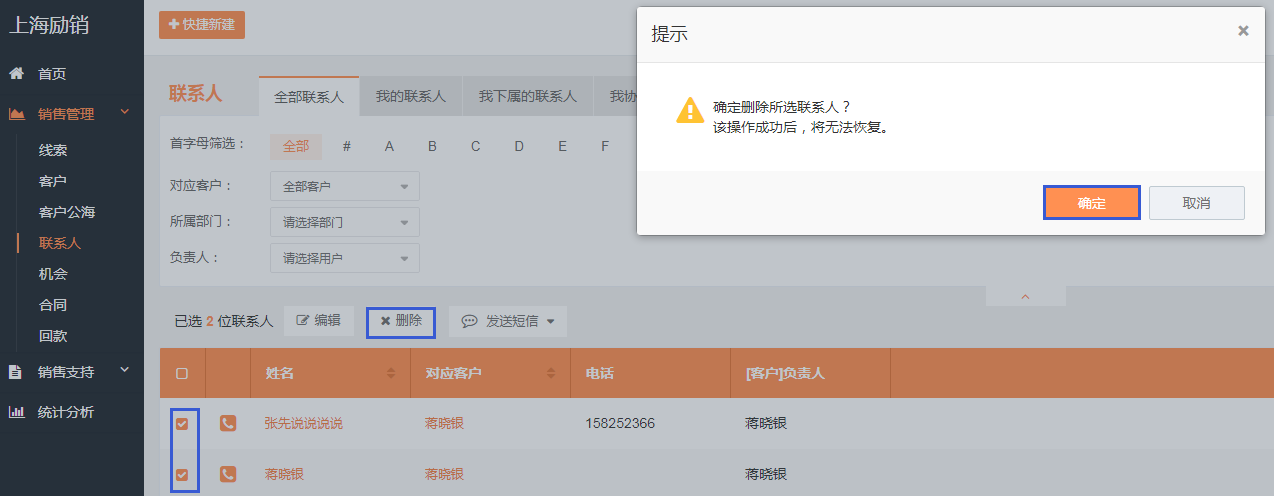 上海励销
快捷新建
首页
销售管理
线索
客户
客户公海
联系人
机会
合同
回款
销售支持
统计分析
联系人 全部联系人 我的联系人 我下属的联系人 我协
首字母筛选： 全部 # A B C D E F
对应客户： 全部客户
所属部门： 请选择部门
负责人： 请选择用户
已选 2 位联系人 编辑 删除 发送短信
姓名 对应客户 电话 [客户]负责人
张先说说说说 蒋晓银 158252366 蒋晓银
蒋晓银 蒋晓银 蒋晓银
提示
确定删除所选联系人？
该操作成功后，将无法恢复。
确定 取消